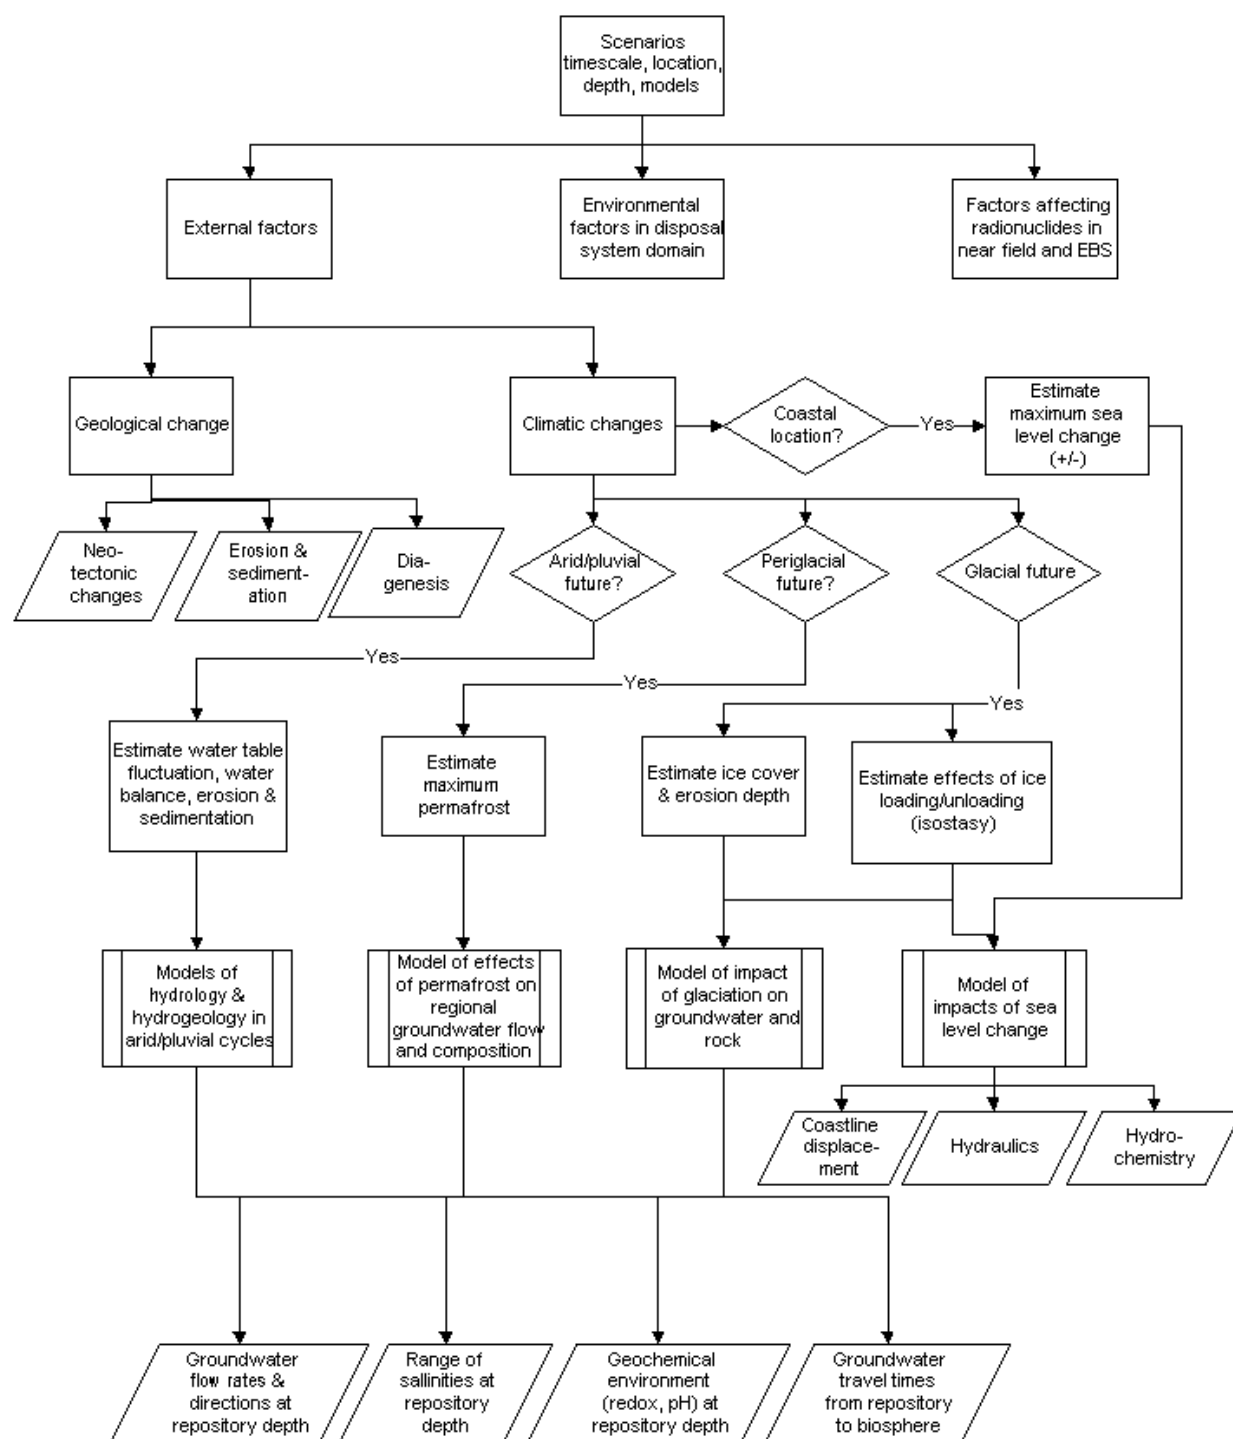 Scenarios
timescale, location,
depth, models
External factors
Environmental
factors in disposal
system domain
Factors affecting
radionuclides in
near field and EBS
Geological change
Climatic changes
Coastal
location?
Yes
Estimate
maximum sea
level change
(+/-)
Neo-
tectonic
changes
Erosion &
sediment-
ation
Dia-
genesis
Arid/pluvial
future?
Periglacial
future?
Glacial future
Yes
Yes
Yes
Estimate water table
fluctuation, water
balance, erosion &
sedimentation
Estimate
maximum
permafrost
Estimate ice cover
& erosion depth
Estimate effects of ice
loading/unloading
(isostasy)
Models of
hydrology &
hydrogeology in
arid/pluvial cycles
Model of effects
of permafrost on
regional
groundwater flow
and composition
Model of impact
of glaciation on
groundwater and
rock
Model of
impacts of sea
level change
Coastline
displace-
ment
Hydraulics
Hydro-
chemistry
Groundwater
flow rates &
directions at
repository depth
Range of
sallinities at
repository
depth
Geochemical
environment
(redox, pH) at
repository depth
Groundwater
travel times
from repository
to biosphere